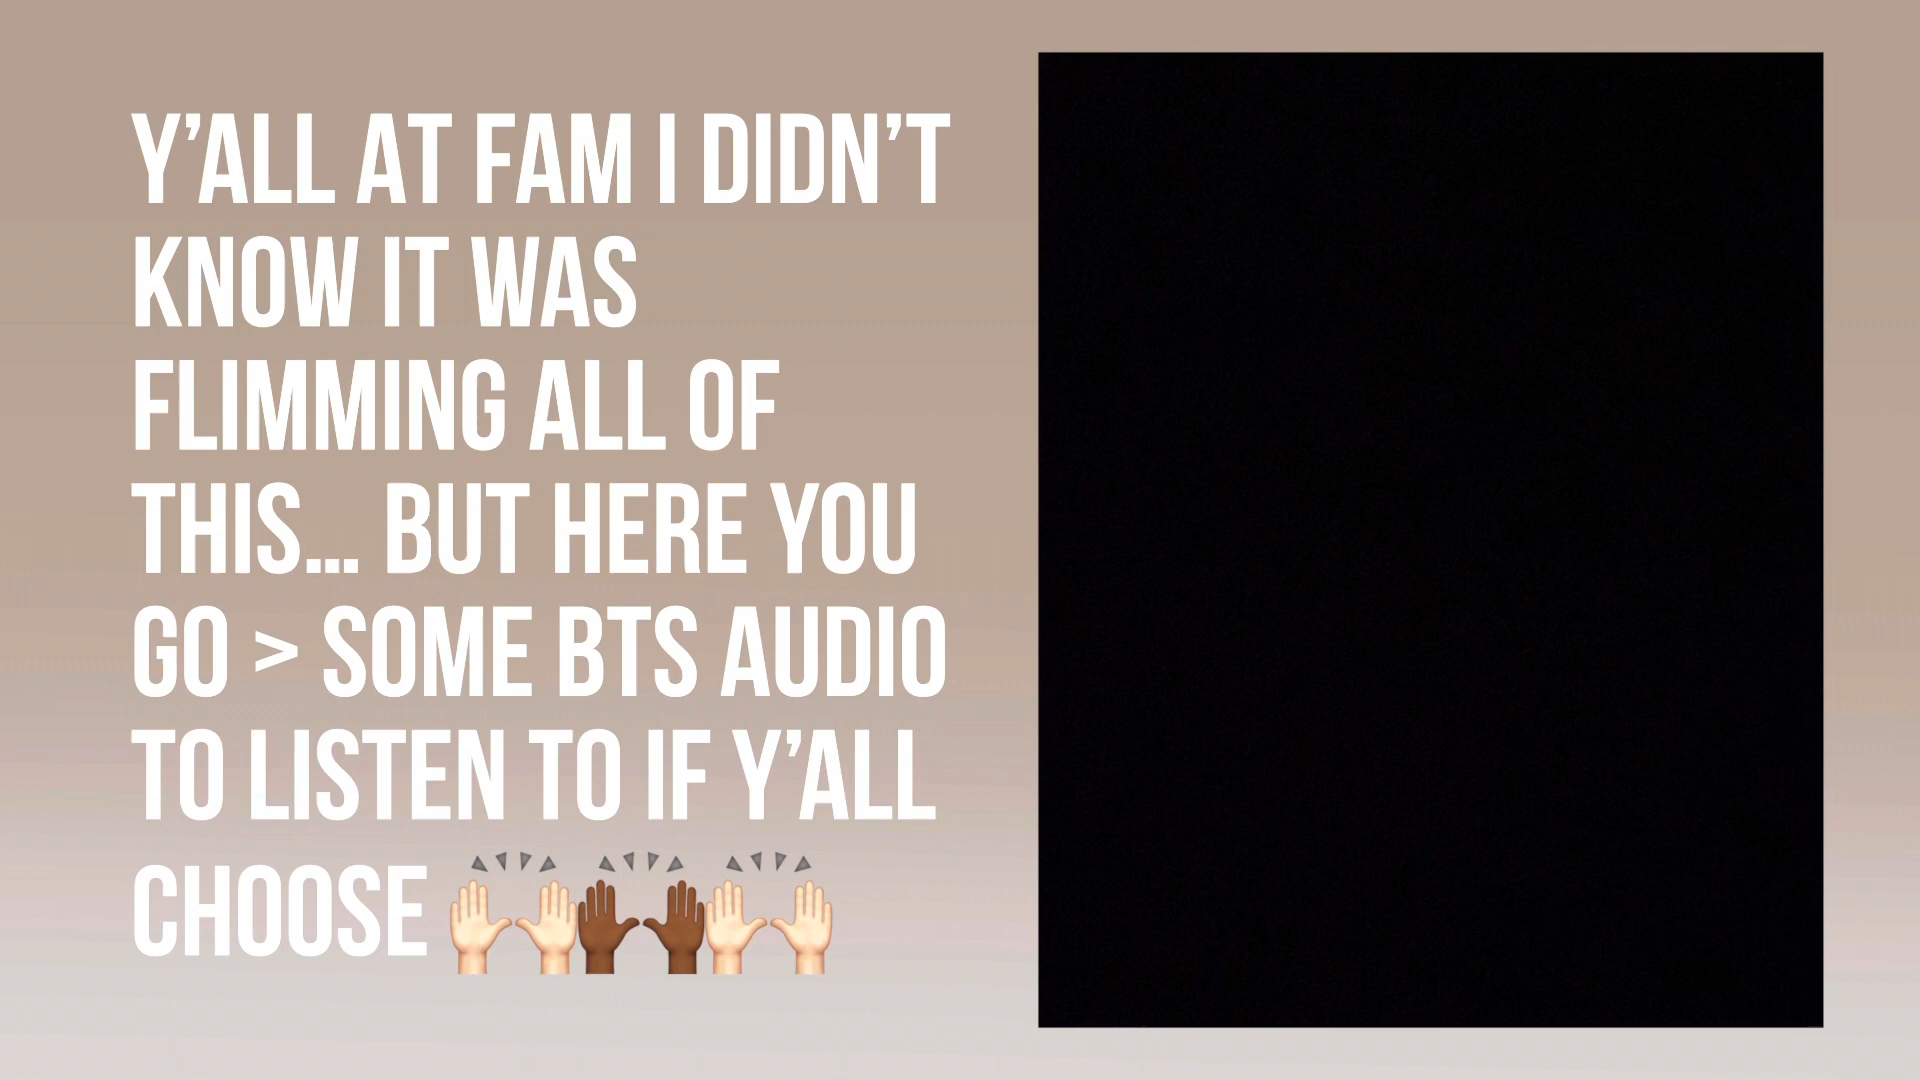 Y'ALL AT FAM I DIDN'T
KNOW IT WAS
FLIMMING ALL OF
THIS... BUT HERE YOU
GO > SOME BTS AUDIO
TO LISTEN TO IF Y'ALL
CHOOSE 🙌🏻🙌🏾🙌🏻